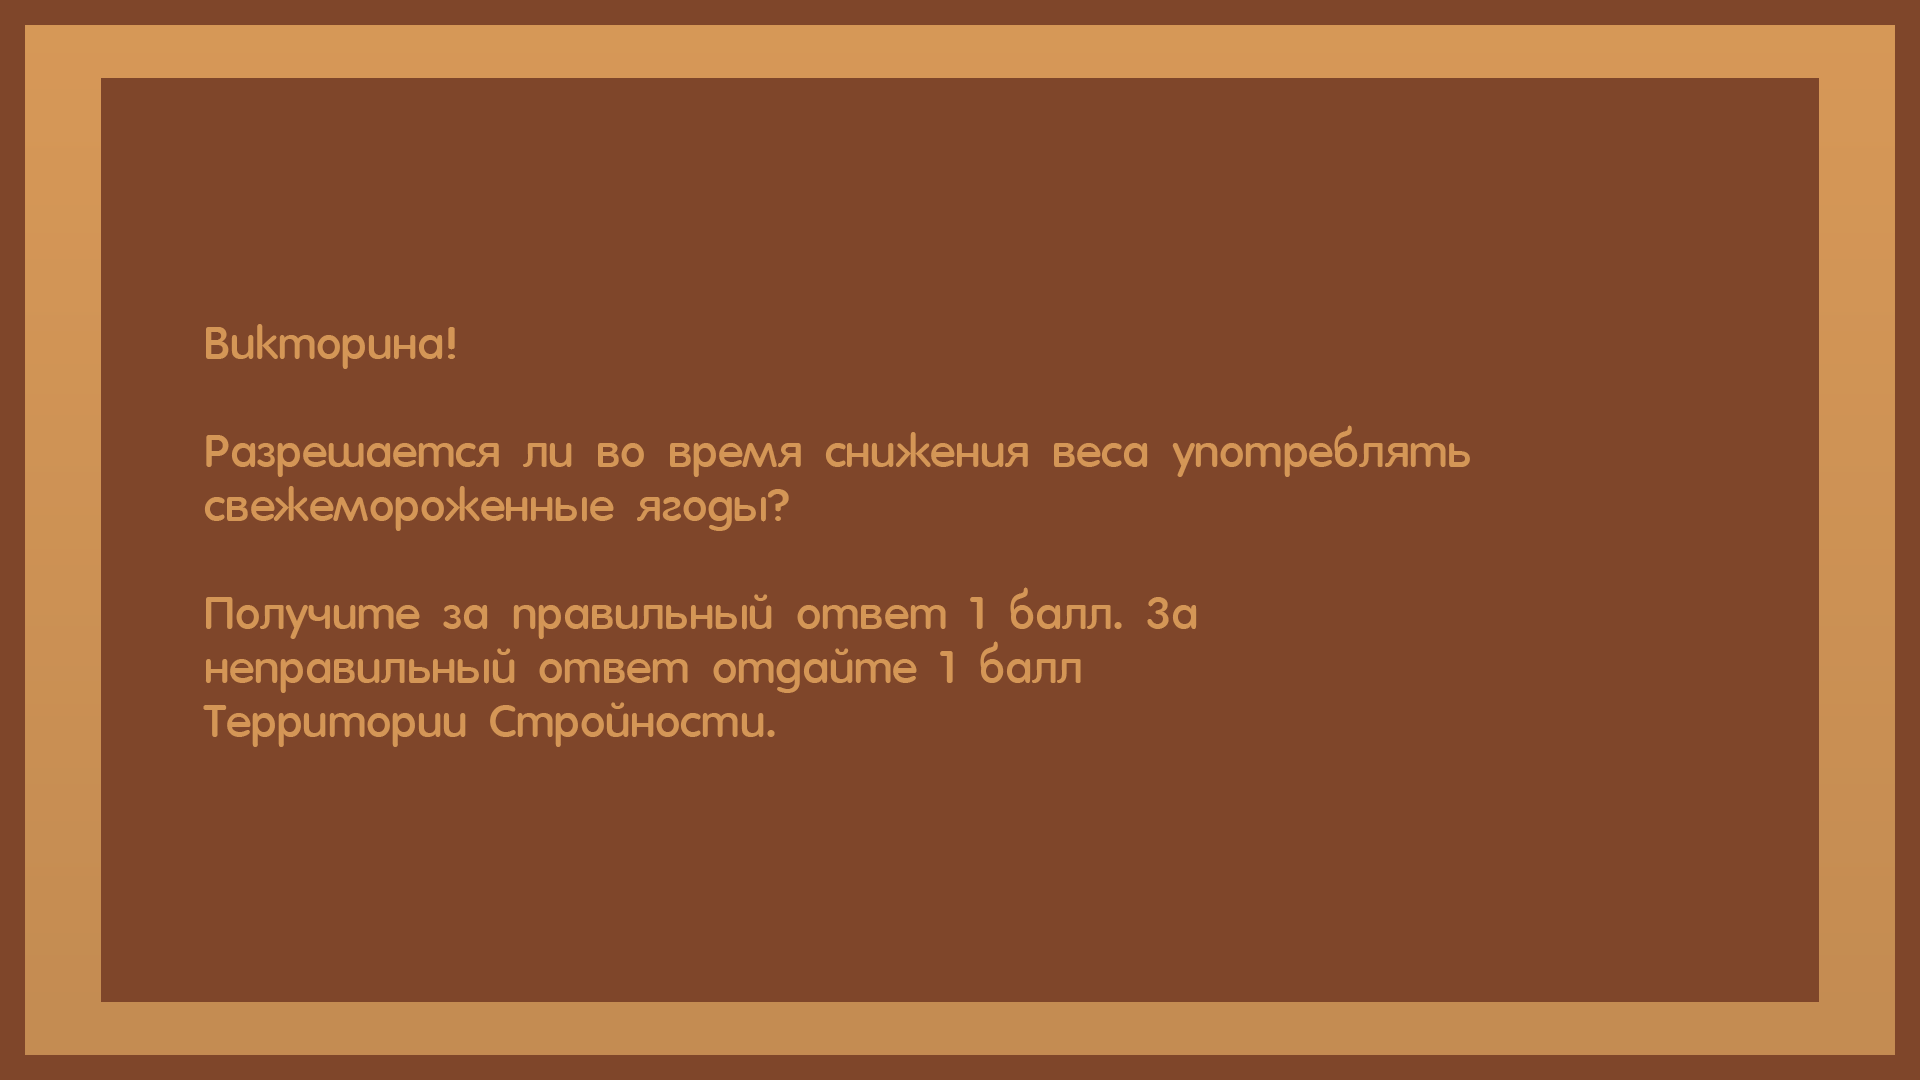 Викторина!
Разрешается ли во время снижения веса употреблять
свежемороженные ягоды?
Получите за правильный ответ 1 балл. За
неправильный ответ отдайте 1 балл
Территории Стройности.